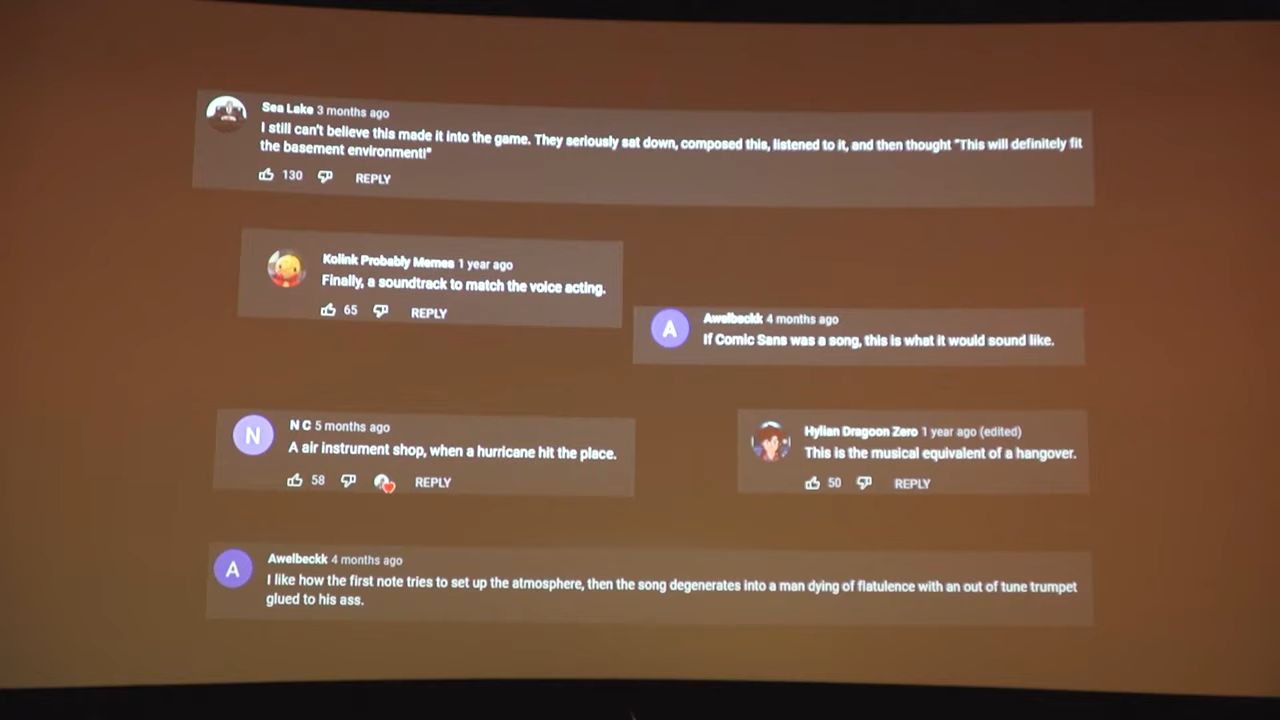 Sea Lake 3 months ago
I still can't believe this made it into the game. They seriously sat down, composed this, listened to it, and then thought "This will definitely fit
the basement environment!"
130 REPLY
Kolink Probably Memes 1 year ago
Finally, a soundtrack to match the voice acting.
65 REPLY
A
Awelbeckk 4 months ago
If Comic Sans was a song, this is what it would sound like.
N
N C 5 months ago
A air instrument shop, when a hurricane hit the place.
58 REPLY
Hylian Dragoon Zero 1 year ago (edited)
This is the musical equivalent of a hangover.
50 REPLY
A
Awelbeckk 4 months ago
I like how the first note tries to set up the atmosphere, then the song degenerates into a man dying of flatulence with an out of tune trumpet
glued to his ass.